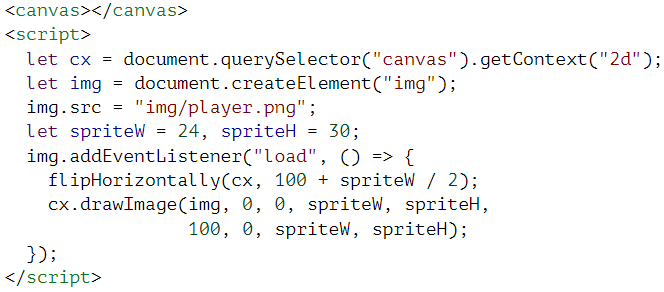 <canvas></canvas>
<script>
  let cx = document.querySelector("canvas").getContext("2d");
  let img = document.createElement("img");
  img.src = "img/player.png";
  let spriteW = 24, spriteH = 30;
  img.addEventListener("load", () => {
    flipHorizontally(cx, 100 + spriteW / 2);
    cx.drawImage(img, 0, 0, spriteW, spriteH,
                 100, 0, spriteW, spriteH);
  });
</script>